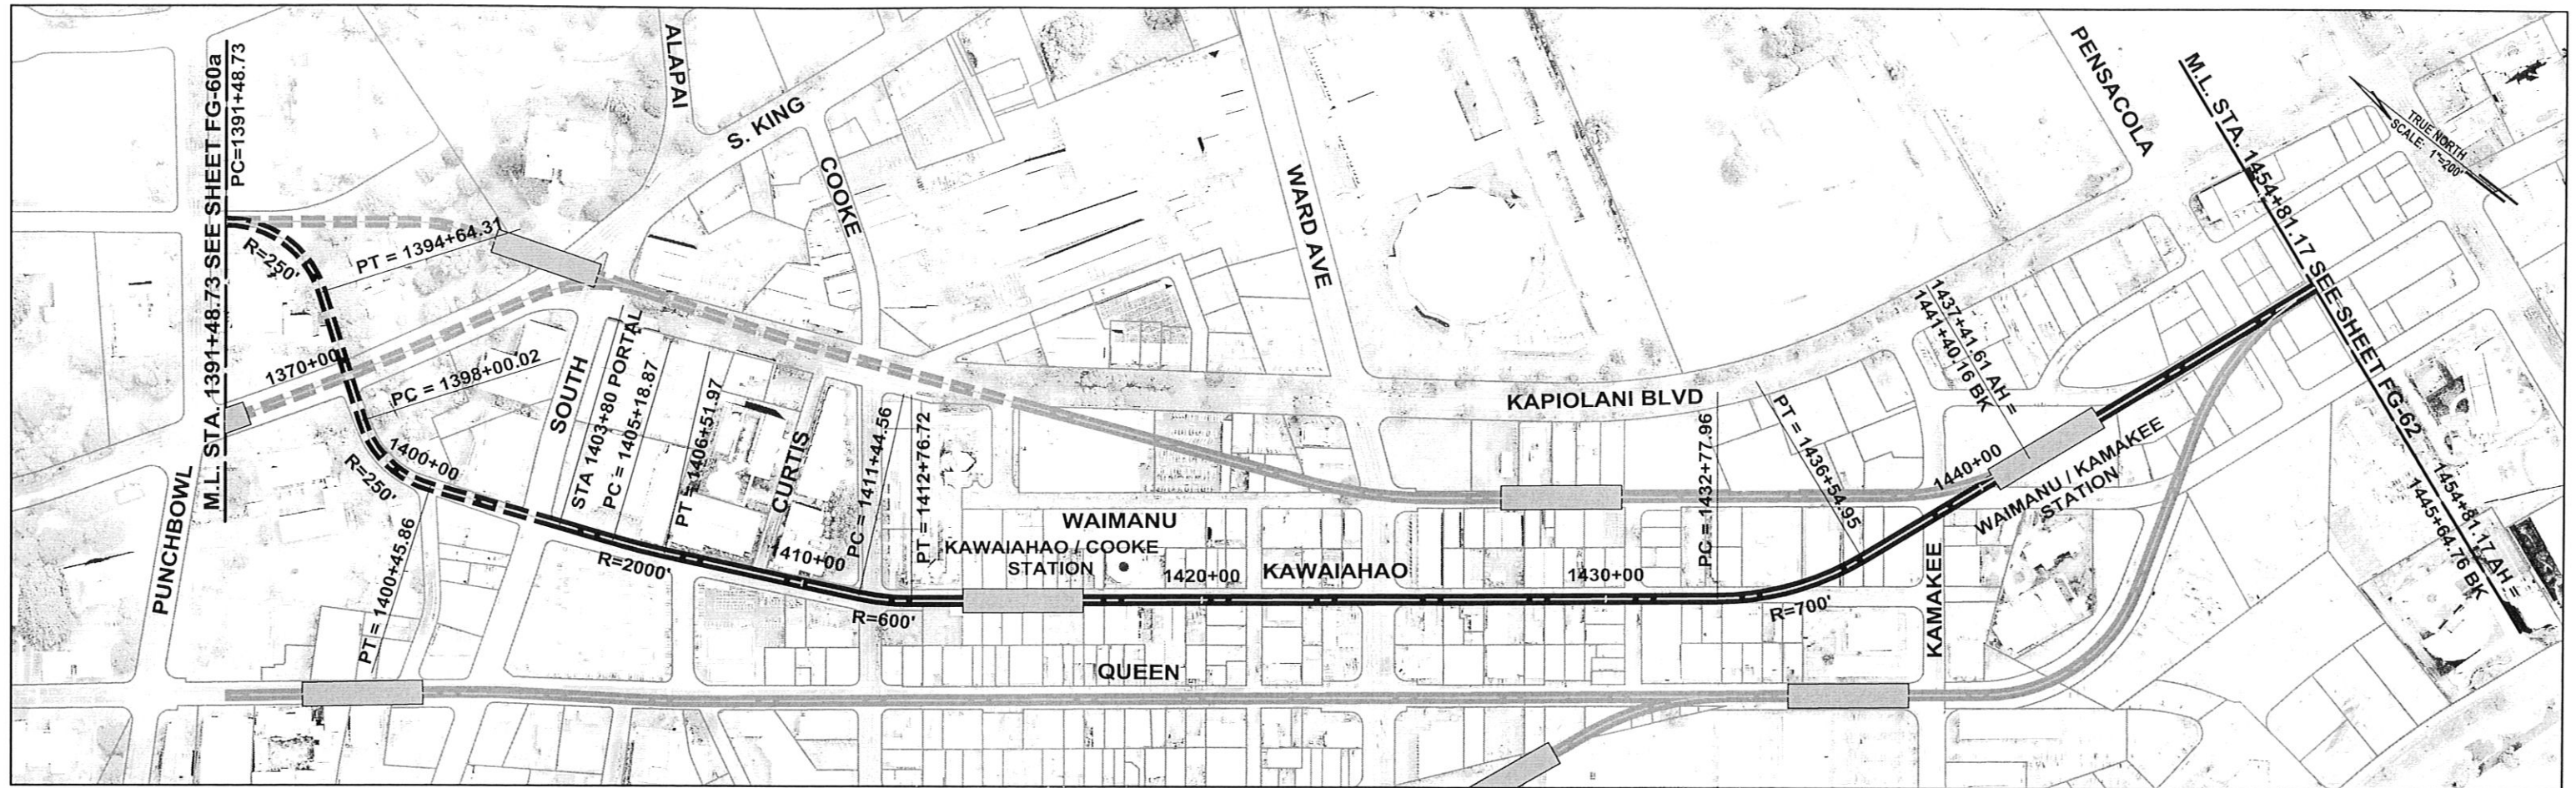 M.L. STA. 1391+48.73 SEE SHEET FG-60a
PC=1391+48.73
ALAPAI
S. KING
COOKE
WARD AVE
PENSACOLA
M.L. STA. 1454+81.17 SEE SHEET FG-62
TRUE NORTH
SCALE: 1"=200'
R=250'
PT = 1394+64.31
1370+00
PC = 1398+00.02
SOUTH
STA 1403+80 PORTAL
PC = 1405+18.87
PT = 1406+51.97
CURTIS
PC = 1411+44.56
PT = 1412+76.72
KAPIOLANI BLVD
PC = 1432+77.96
PT = 1436+54.95
1437+41.61 AH =
1441+40.16 BK
1440+00
WAIMANU / KAMAKEE
STATION
1454+81.17 AH =
1445+64.76 BK
PUNCHBOWL
R=250'
1400+00
PT = 1400+45.86
R=2000'
1410+00
R=600'
WAIMANU
KAWAIAHAO / COOKE
STATION
1420+00
KAWAIAHAO
1430+00
R=700'
KAMAKEE
QUEEN